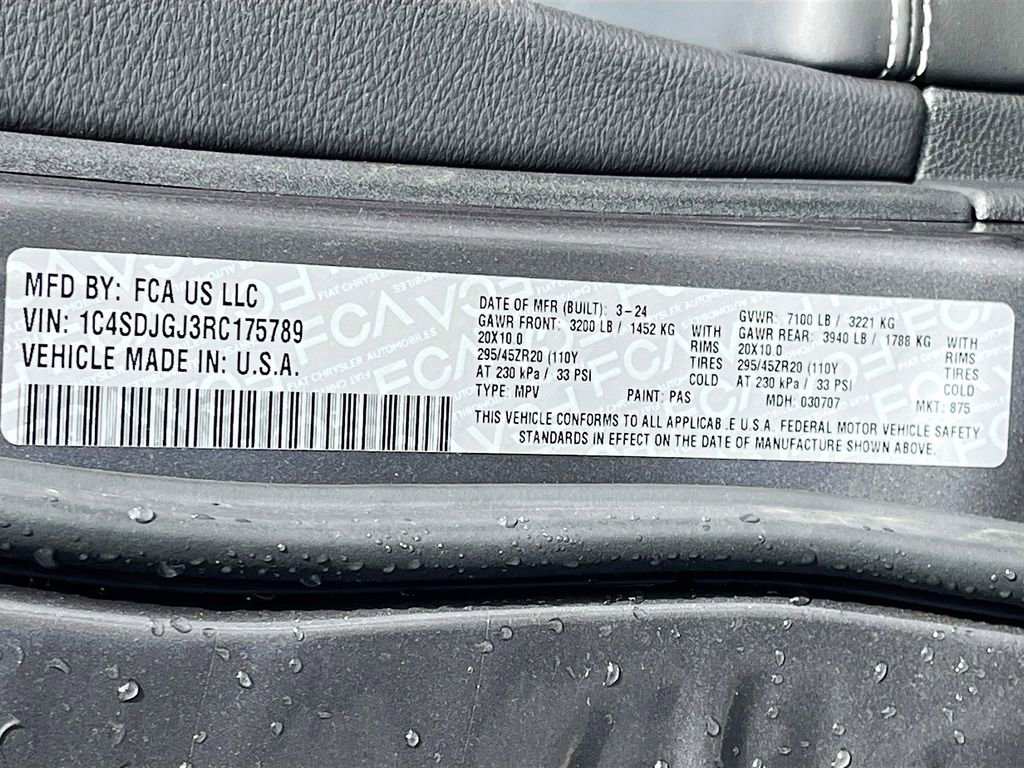 MFD BY: FCA US LLC
VIN: 1C4SDJGJ3RC175789
VEHICLE MADE IN: U.S.A.
DATE OF MFR (BUILT): 3-24
GAWR FRONT: 3200 LB / 1452 KG WITH
20X10.0 RIMS
295/45ZR20 (110Y TIRES
AT 230 kPa / 33 PSI COLD
TYPE: MPV PAINT: PAS
GVWR: 7100 LB / 3221 KG
GAWR REAR: 3940 LB / 1788 KG WITH
20X10.0 RIMS
295/45ZR20 (110Y TIRES
AT 230 kPa / 33 PSI COLD
MDH: 030707 MKT: 875
THIS VEHICLE CONFORMS TO ALL APPLICAB.E U.S.A. FEDERAL MOTOR VEHICLE SAFETY
STANDARDS IN EFFECT ON THE DATE OF MANUFACTURE SHOWN ABOVE.